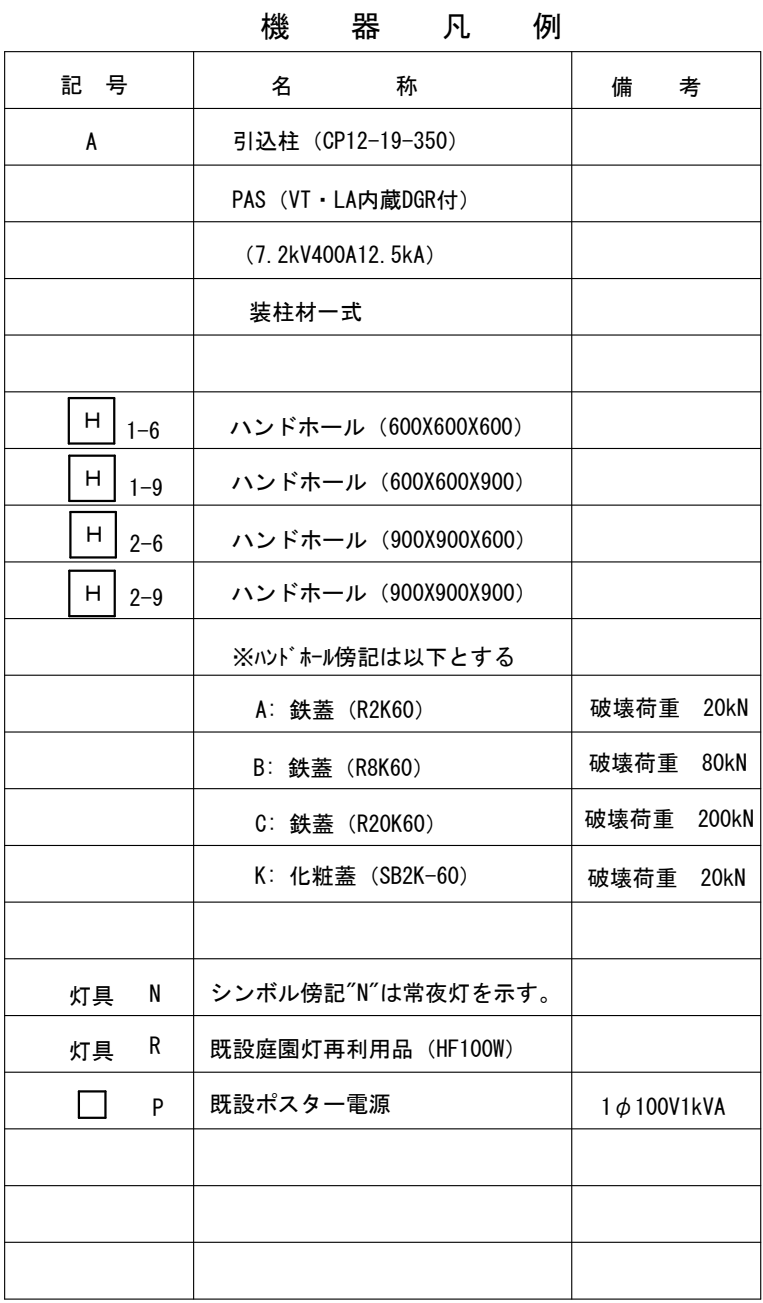 機器凡例
記号 名称 備考
A 引込柱（CP12-19-350）
PAS（VT・LA内蔵DGR付）
（7.2kV400A12.5kA）
装柱材一式
H 1-6 ハンドホール（600X600X600）
H 1-9 ハンドホール（600X600X900）
H 2-6 ハンドホール（900X900X600）
H 2-9 ハンドホール（900X900X900）
※ﾊﾝﾄﾞﾎｰﾙ傍記は以下とする
A: 鉄蓋（R2K60） 破壊荷重 20kN
B: 鉄蓋（R8K60） 破壊荷重 80kN
C: 鉄蓋（R20K60） 破壊荷重 200kN
K: 化粧蓋（SB2K-60） 破壊荷重 20kN
灯具 N シンボル傍記"N"は常夜灯を示す。
灯具 R 既設庭園灯再利用品（HF100W）
□ P 既設ポスター電源 1φ100V1kVA